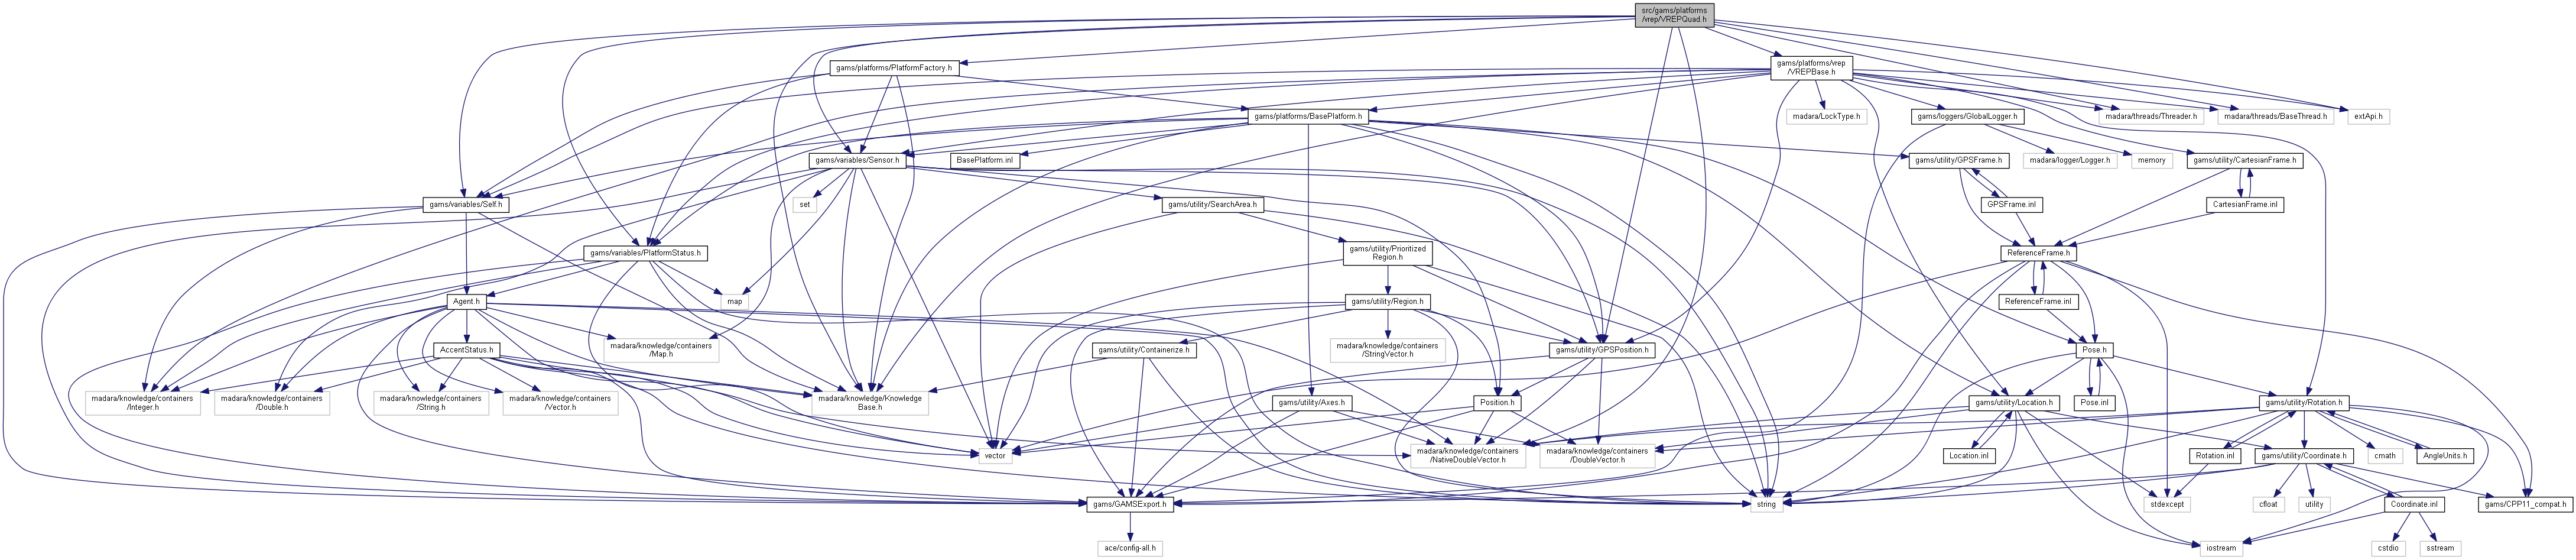 src/gams/platforms
/vrep/VREPQuad.h
gams/platforms/PlatformFactory.h
gams/platforms/vrep
/VREPBase.h
gams/platforms/BasePlatform.h
madara/LockType.h
gams/loggers/GlobalLogger.h
madara/threads/Threader.h
madara/threads/BaseThread.h
extApi.h
gams/variables/Sensor.h
BasePlatform.inl
gams/utility/GPSFrame.h
madara/logger/Logger.h
memory
gams/utility/CartesianFrame.h
gams/variables/Self.h
set
gams/utility/SearchArea.h
GPSFrame.inl
CartesianFrame.inl
gams/variables/PlatformStatus.h
gams/utility/Prioritized
Region.h
ReferenceFrame.h
Agent.h
map
gams/utility/Region.h
ReferenceFrame.inl
AccentStatus.h
madara/knowledge/containers
/Map.h
gams/utility/Containerize.h
madara/knowledge/containers
/StringVector.h
gams/utility/GPSPosition.h
Pose.h
madara/knowledge/containers
/Integer.h
madara/knowledge/containers
/Double.h
madara/knowledge/containers
/String.h
madara/knowledge/containers
/Vector.h
madara/knowledge/Knowledge
Base.h
gams/utility/Axes.h
Position.h
gams/utility/Location.h
Pose.inl
gams/utility/Rotation.h
vector
madara/knowledge/containers
/NativeDoubleVector.h
madara/knowledge/containers
/DoubleVector.h
Location.inl
Rotation.inl
gams/utility/Coordinate.h
cmath
AngleUnits.h
gams/GAMSExport.h
string
stdexcept
cfloat
utility
Coordinate.inl
gams/CPP11_compat.h
ace/config-all.h
iostream
cstdio
sstream